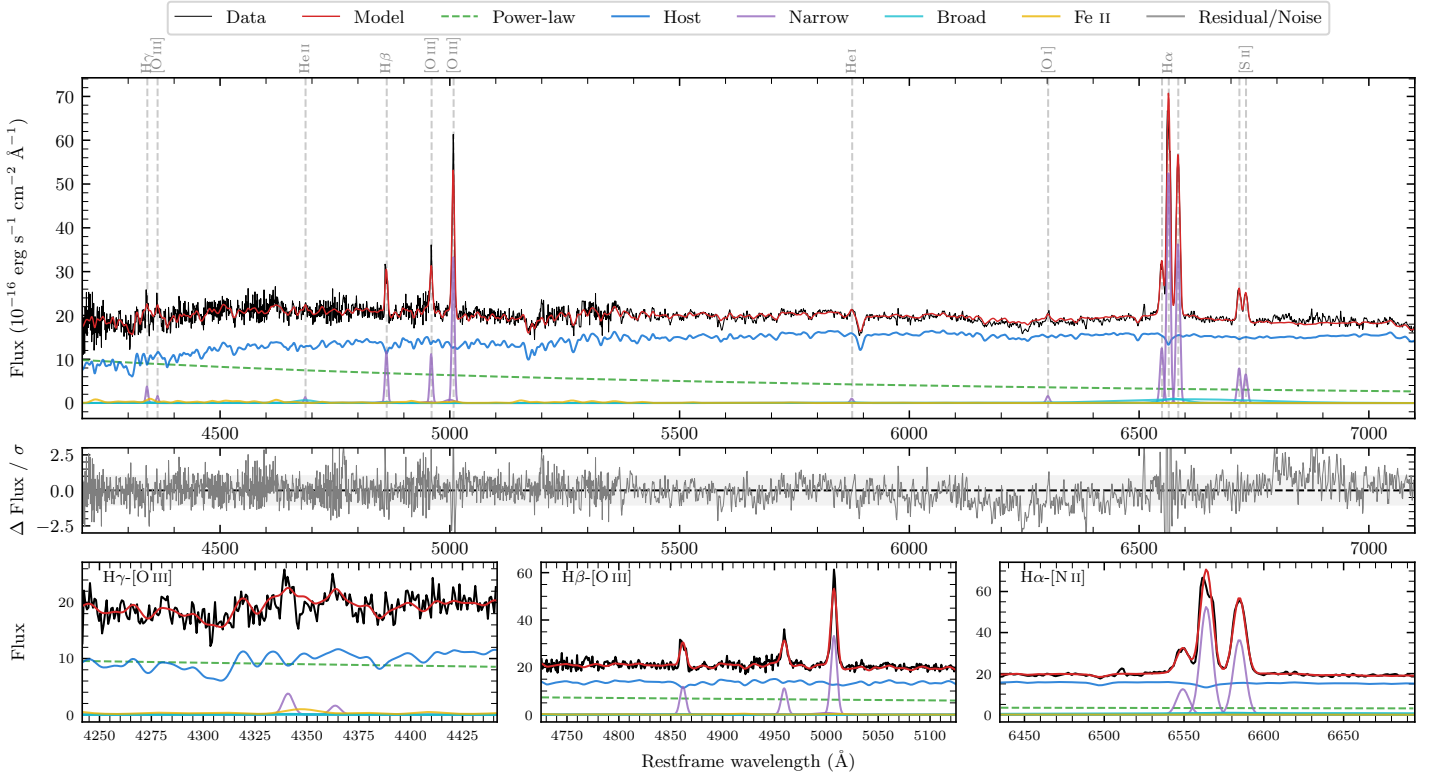 Data Model Power-law Host Narrow Broad Fe II Residual/Noise
Hγ [O III] He II Hβ [O III] [O III] He I [O I] Hα [S II]
Flux (10⁻¹⁶ erg s⁻¹ cm⁻² Å⁻¹)
70
60
50
40
30
20
10
0
4500 5000 5500 6000 6500 7000
Δ Flux / σ
2.5
0.0
−2.5
4500 5000 5500 6000 6500 7000
Flux
Hγ-[O III]
20
10
0
4250 4275 4300 4325 4350 4375 4400 4425
Hβ-[O III]
60
40
20
0
4750 4800 4850 4900 4950 5000 5050 5100
Hα-[N II]
60
40
20
0
6450 6500 6550 6600 6650
Restframe wavelength (Å)